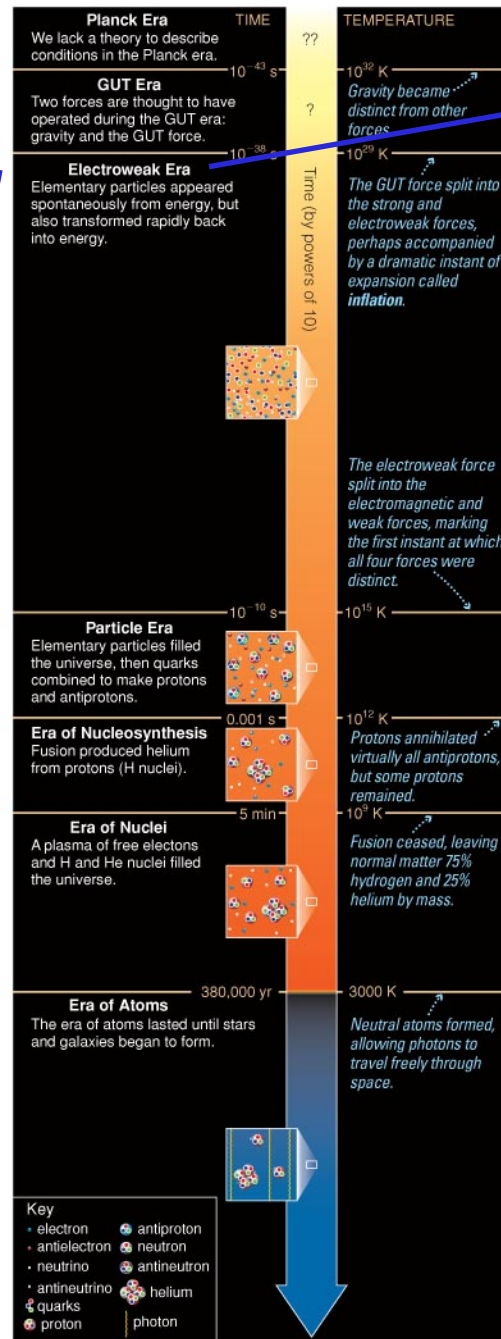 Planck Era
TIME
TEMPERATURE
We lack a theory to describe
conditions in the Planck era.
??
10⁻⁴³ s
10³² K
GUT Era
Two forces are thought to have
operated during the GUT era:
gravity and the GUT force.
?
Gravity became
distinct from other
forces.
10⁻³⁸ s
10²⁹ K
Electroweak Era
Elementary particles appeared
spontaneously from energy, but
also transformed rapidly back
into energy.
Time (by powers of 10)
The GUT force split into
the strong and
electroweak forces,
perhaps accompanied
by a dramatic instant of
expansion called
inflation.
The electroweak force
split into the
electromagnetic and
weak forces, marking
the first instant at which
all four forces were
distinct.
10⁻¹⁰ s
10¹⁵ K
Particle Era
Elementary particles filled
the universe, then quarks
combined to make protons
and antiprotons.
0.001 s
10¹² K
Era of Nucleosynthesis
Fusion produced helium
from protons (H nuclei).
Protons annihilated
virtually all antiprotons,
but some protons
remained.
5 min
10⁹ K
Era of Nuclei
A plasma of free electons
and H and He nuclei filled
the universe.
Fusion ceased, leaving
normal matter 75%
hydrogen and 25%
helium by mass.
380,000 yr
3000 K
Era of Atoms
The era of atoms lasted until stars
and galaxies began to form.
Neutral atoms formed,
allowing photons to
travel freely through
space.
Key
electron
antielectron
neutrino
antineutrino
quarks
proton
antiproton
neutron
antineutron
helium
photon